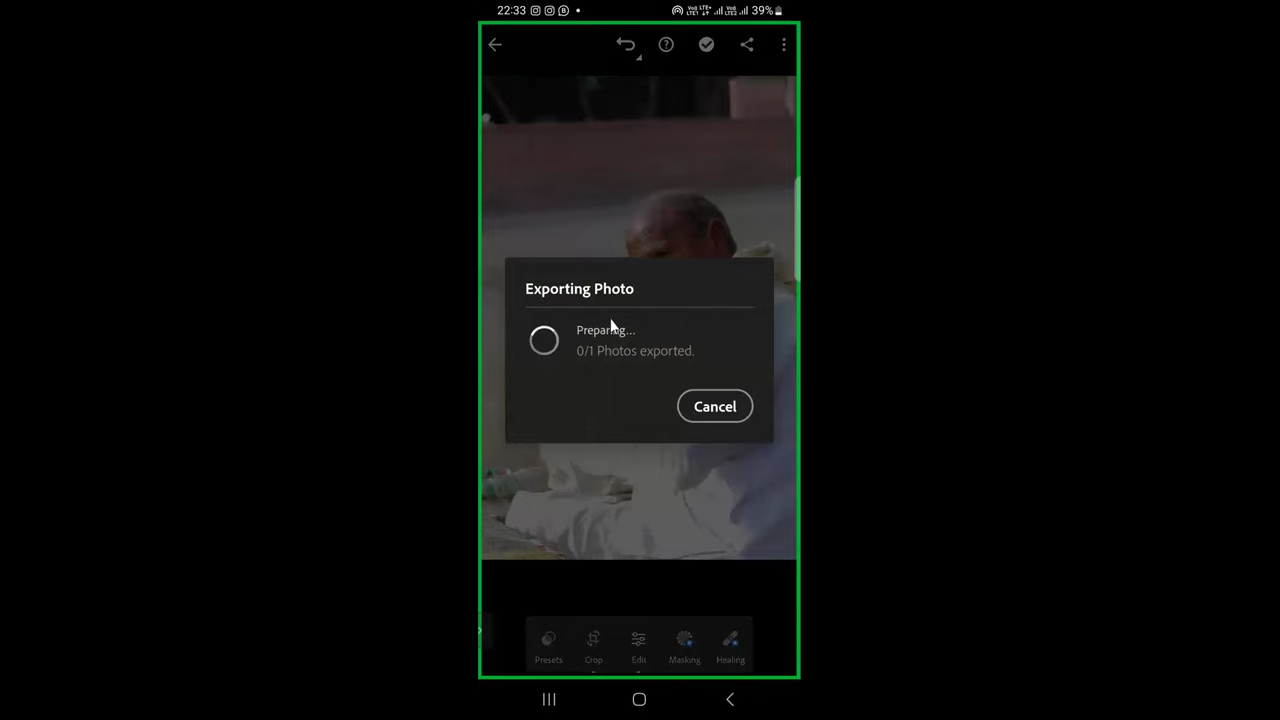 22:33 39%
Exporting Photo
Preparing...
0/1 Photos exported.
Cancel
Presets Crop Edit Masking Healing